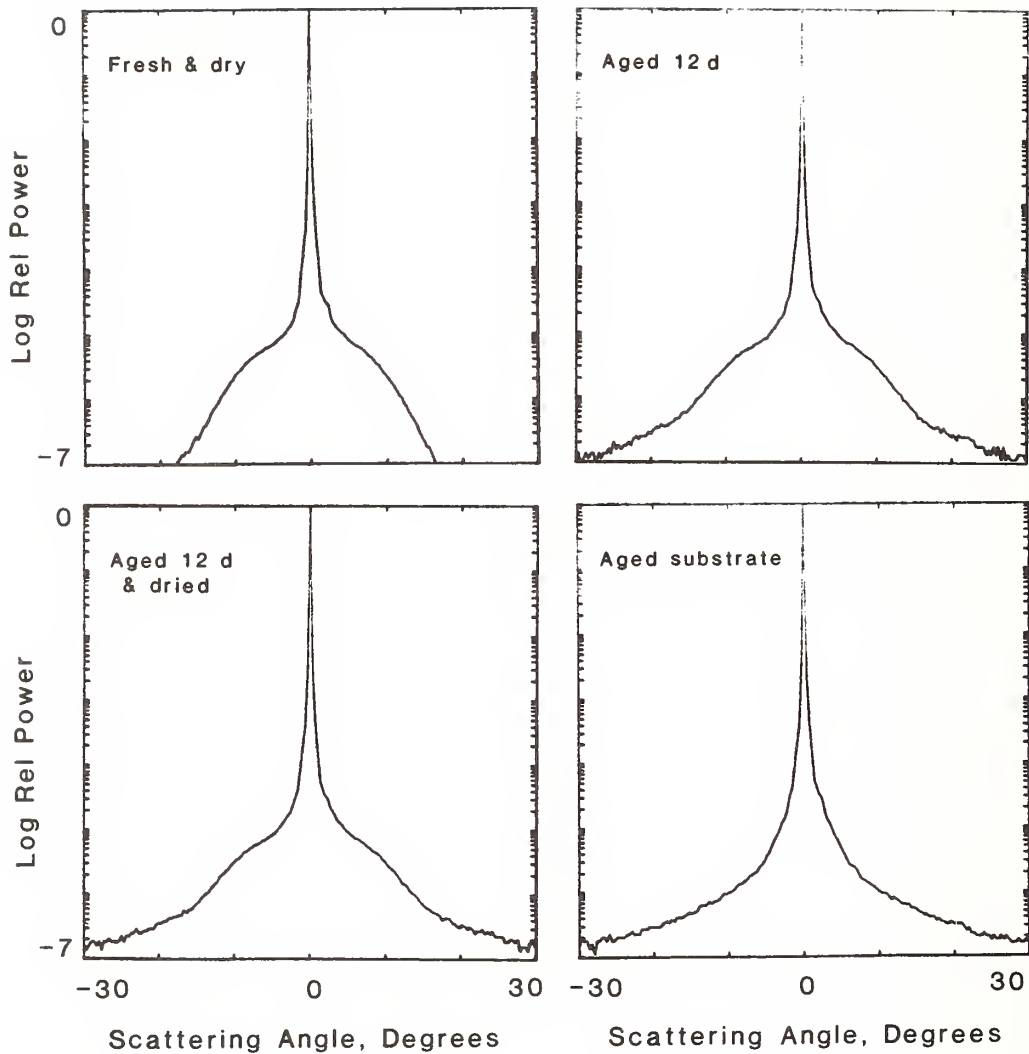 0
Fresh & dry
Aged 12 d
Log Rel Power
-7
0
Aged 12 d
& dried
Aged substrate
Log Rel Power
-7
-30
0
30
-30
0
30
Scattering Angle, Degrees
Scattering Angle, Degrees